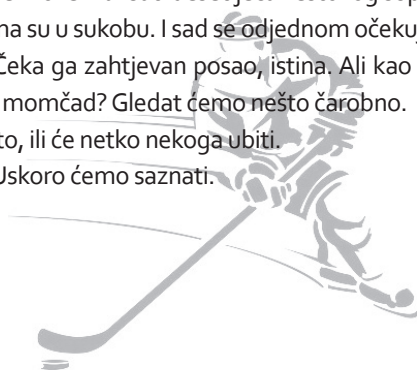 na su u sukobu. I sad se odjednom očeku
Čeka ga zahtjevan posao, istina. Ali kao
momčad? Gledat ćemo nešto čarobno.
to, ili će netko nekoga ubiti.
Uskoro ćemo saznati.